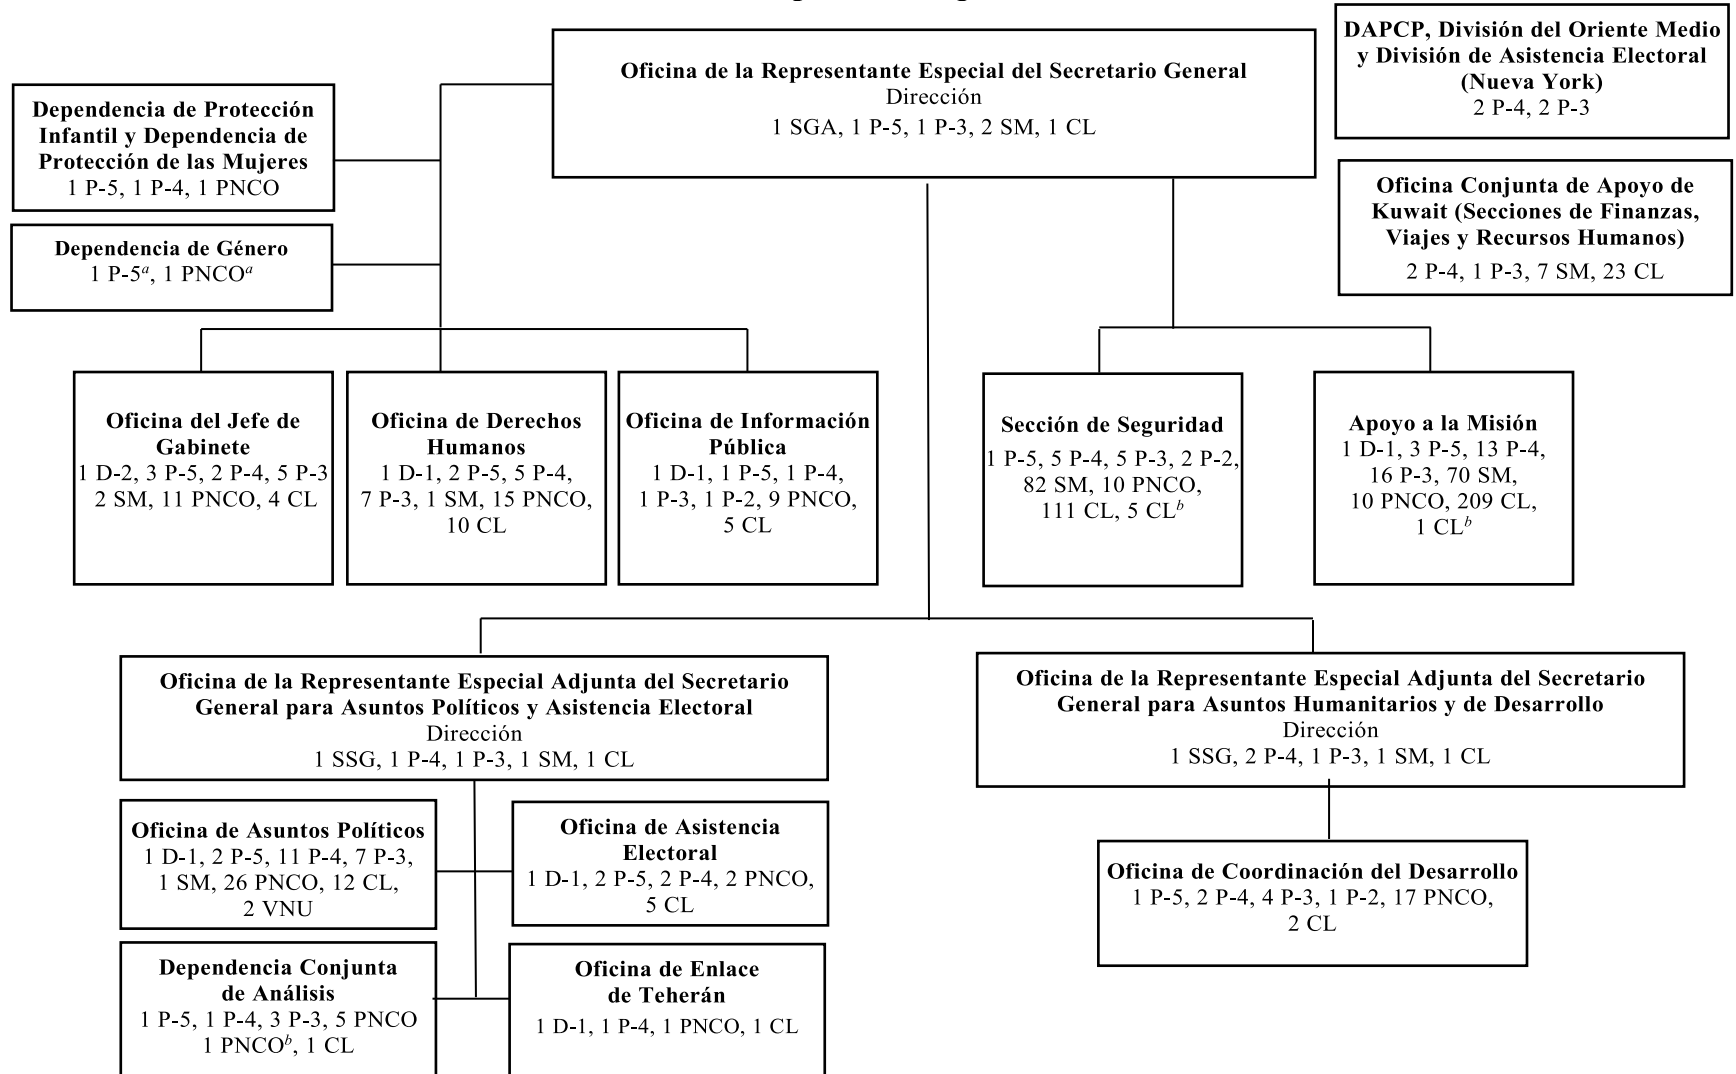 Oficina de la Representante Especial del Secretario General
Dirección
1 SGA, 1 P-5, 1 P-3, 2 SM, 1 CL
DAPCP, División del Oriente Medio
y División de Asistencia Electoral
(Nueva York)
2 P-4, 2 P-3
Dependencia de Protección
Infantil y Dependencia de
Protección de las Mujeres
1 P-5, 1 P-4, 1 PNCO
Oficina Conjunta de Apoyo de
Kuwait (Secciones de Finanzas,
Viajes y Recursos Humanos)
2 P-4, 1 P-3, 7 SM, 23 CL
Dependencia de Género
1 P-5a, 1 PNCOa
Oficina del Jefe de
Gabinete
1 D-2, 3 P-5, 2 P-4, 5 P-3
2 SM, 11 PNCO, 4 CL
Oficina de Derechos
Humanos
1 D-1, 2 P-5, 5 P-4,
7 P-3, 1 SM, 15 PNCO,
10 CL
Oficina de Información
Pública
1 D-1, 1 P-5, 1 P-4,
1 P-3, 1 P-2, 9 PNCO,
5 CL
Sección de Seguridad
1 P-5, 5 P-4, 5 P-3, 2 P-2,
82 SM, 10 PNCO,
111 CL, 5 CLb
Apoyo a la Misión
1 D-1, 3 P-5, 13 P-4,
16 P-3, 70 SM,
10 PNCO, 209 CL,
1 CLb
Oficina de la Representante Especial Adjunta del Secretario
General para Asuntos Políticos y Asistencia Electoral
Dirección
1 SSG, 1 P-4, 1 P-3, 1 SM, 1 CL
Oficina de la Representante Especial Adjunta del Secretario
General para Asuntos Humanitarios y de Desarrollo
Dirección
1 SSG, 2 P-4, 1 P-3, 1 SM, 1 CL
Oficina de Asuntos Políticos
1 D-1, 2 P-5, 11 P-4, 7 P-3,
1 SM, 26 PNCO, 12 CL,
2 VNU
Oficina de Asistencia
Electoral
1 D-1, 2 P-5, 2 P-4, 2 PNCO,
5 CL
Oficina de Coordinación del Desarrollo
1 P-5, 2 P-4, 4 P-3, 1 P-2, 17 PNCO,
2 CL
Dependencia Conjunta
de Análisis
1 P-5, 1 P-4, 3 P-3, 5 PNCO
1 PNCOb, 1 CL
Oficina de Enlace
de Teherán
1 D-1, 1 P-4, 1 PNCO, 1 CL